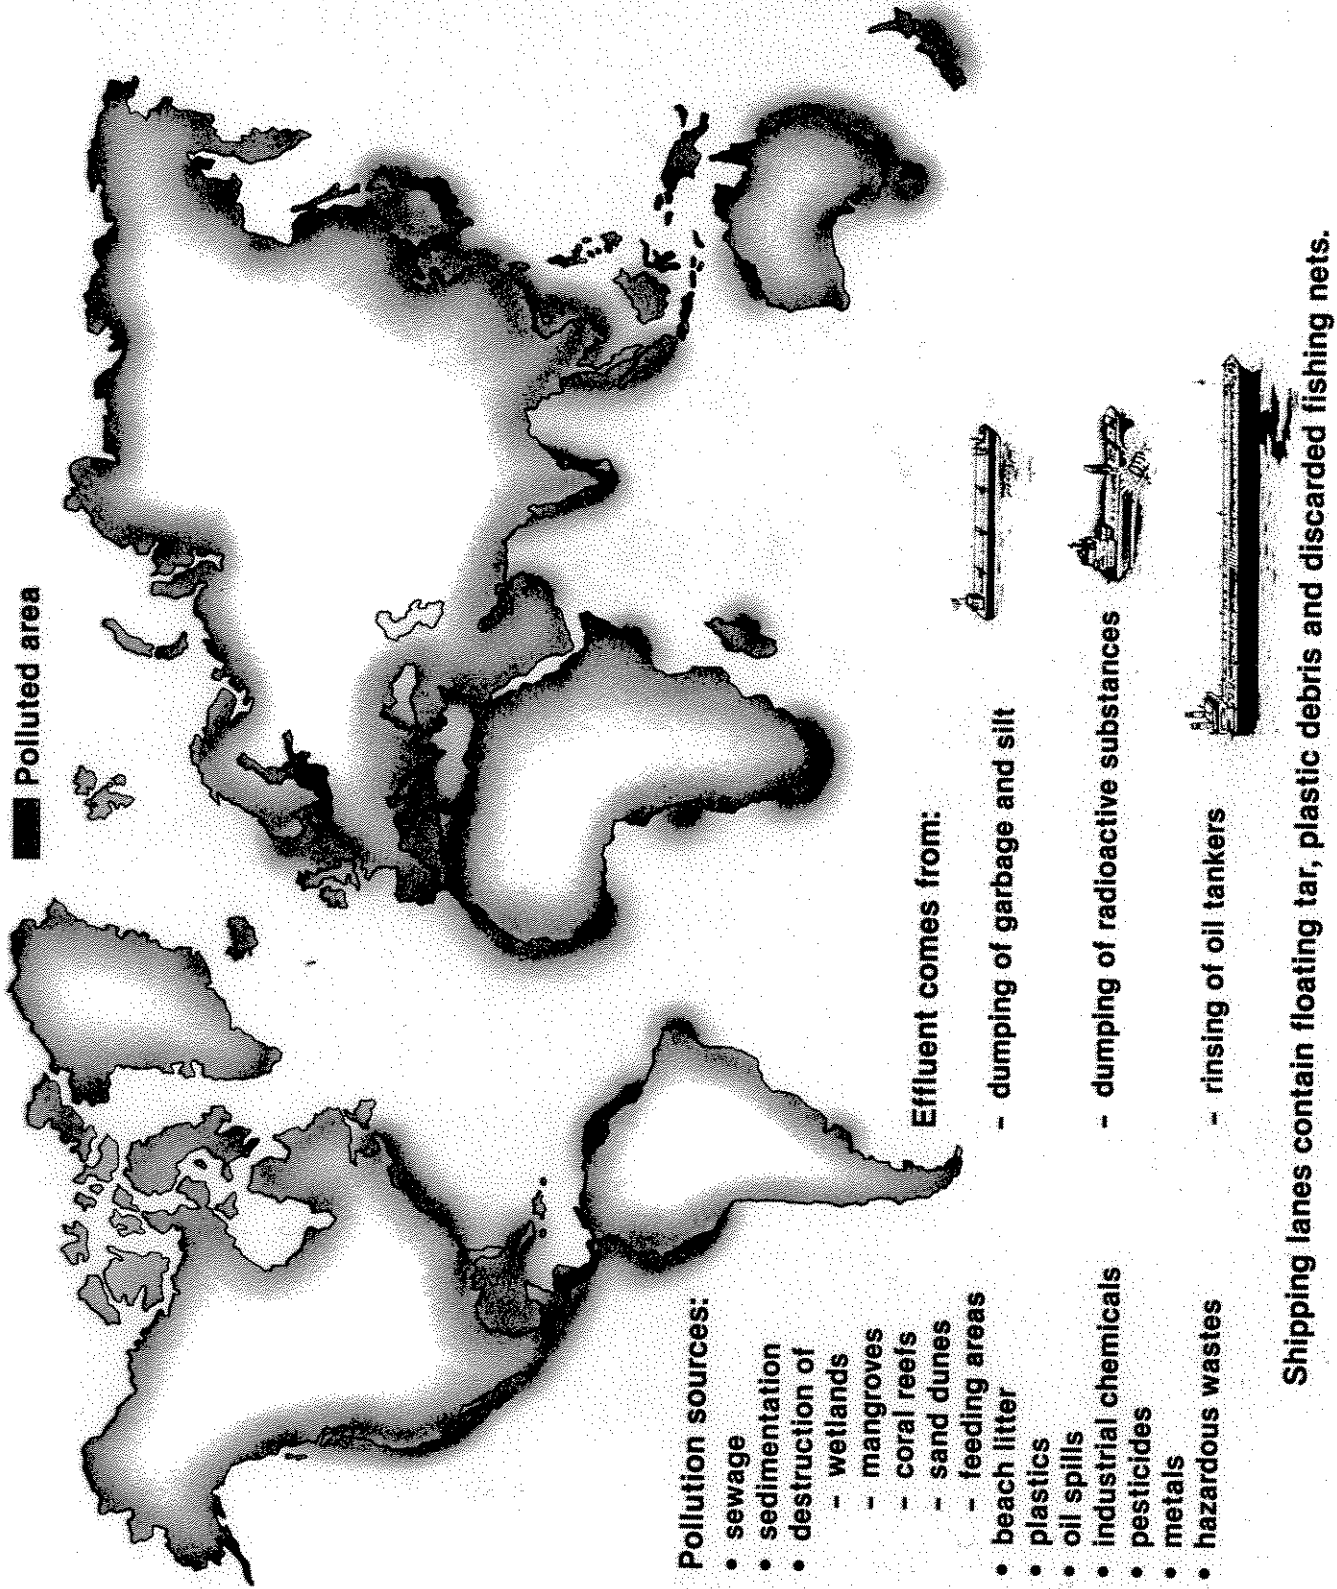 Polluted area
Pollution sources:
• sewage
• sedimentation
• destruction of
– wetlands
– mangroves
– coral reefs
– sand dunes
– feeding areas
• beach litter
• plastics
• oil spills
• industrial chemicals
• pesticides
• metals
• hazardous wastes
Effluent comes from:
– dumping of garbage and silt
– dumping of radioactive substances
– rinsing of oil tankers
Shipping lanes contain floating tar, plastic debris and discarded fishing nets.